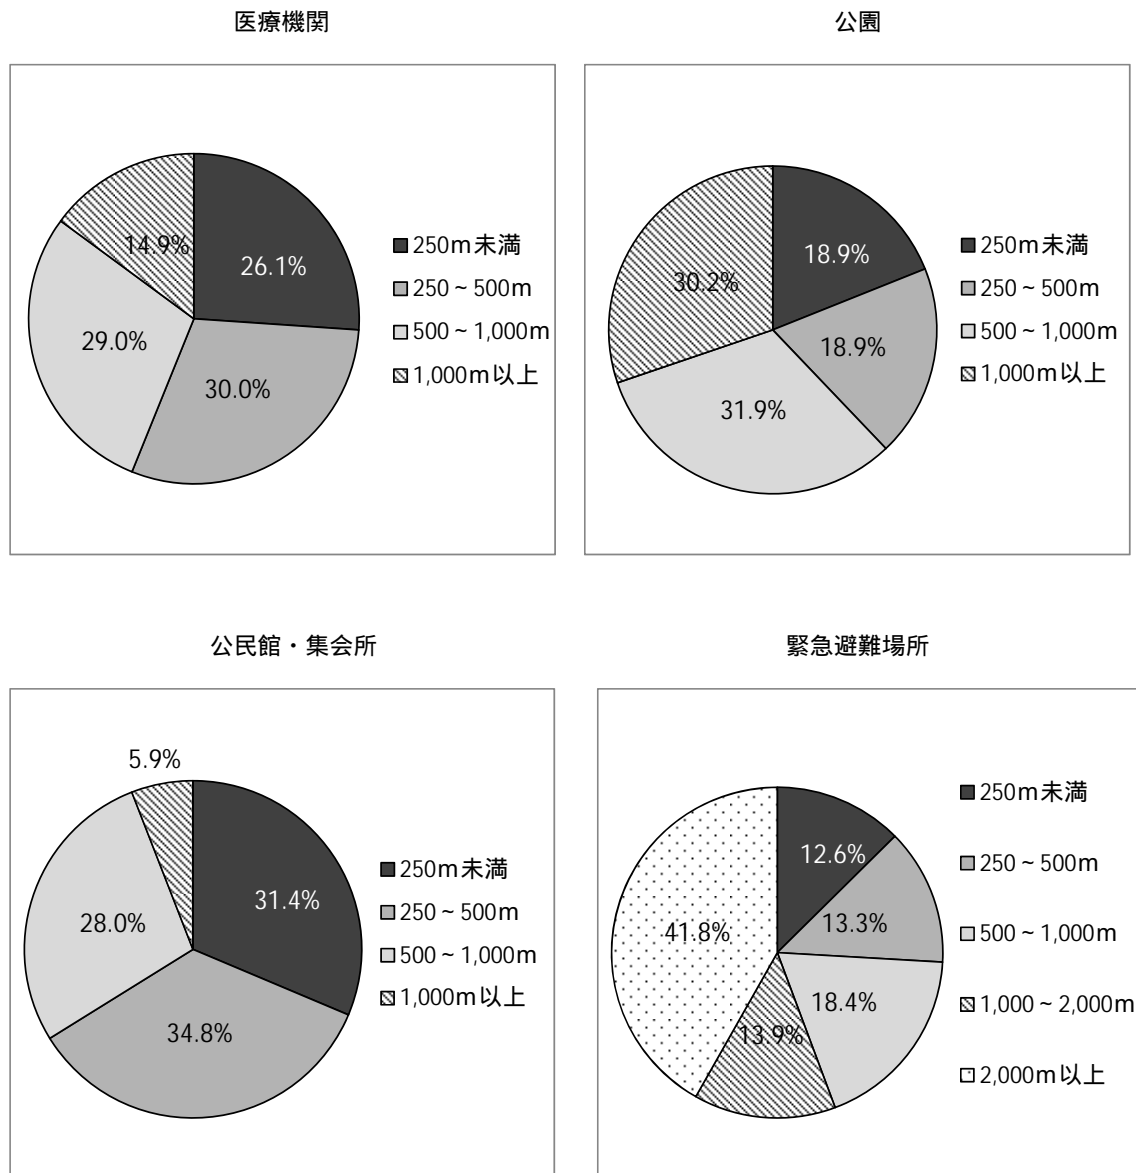 医療機関
14.9%
26.1%
29.0%
30.0%
250m未満
250~500m
500~1,000m
1,000m以上
公園
30.2%
18.9%
18.9%
31.9%
250m未満
250~500m
500~1,000m
1,000m以上
公民館・集会所
5.9%
31.4%
28.0%
34.8%
250m未満
250~500m
500~1,000m
1,000m以上
緊急避難場所
12.6%
41.8%
13.3%
18.4%
13.9%
250m未満
250~500m
500~1,000m
1,000~2,000m
2,000m以上